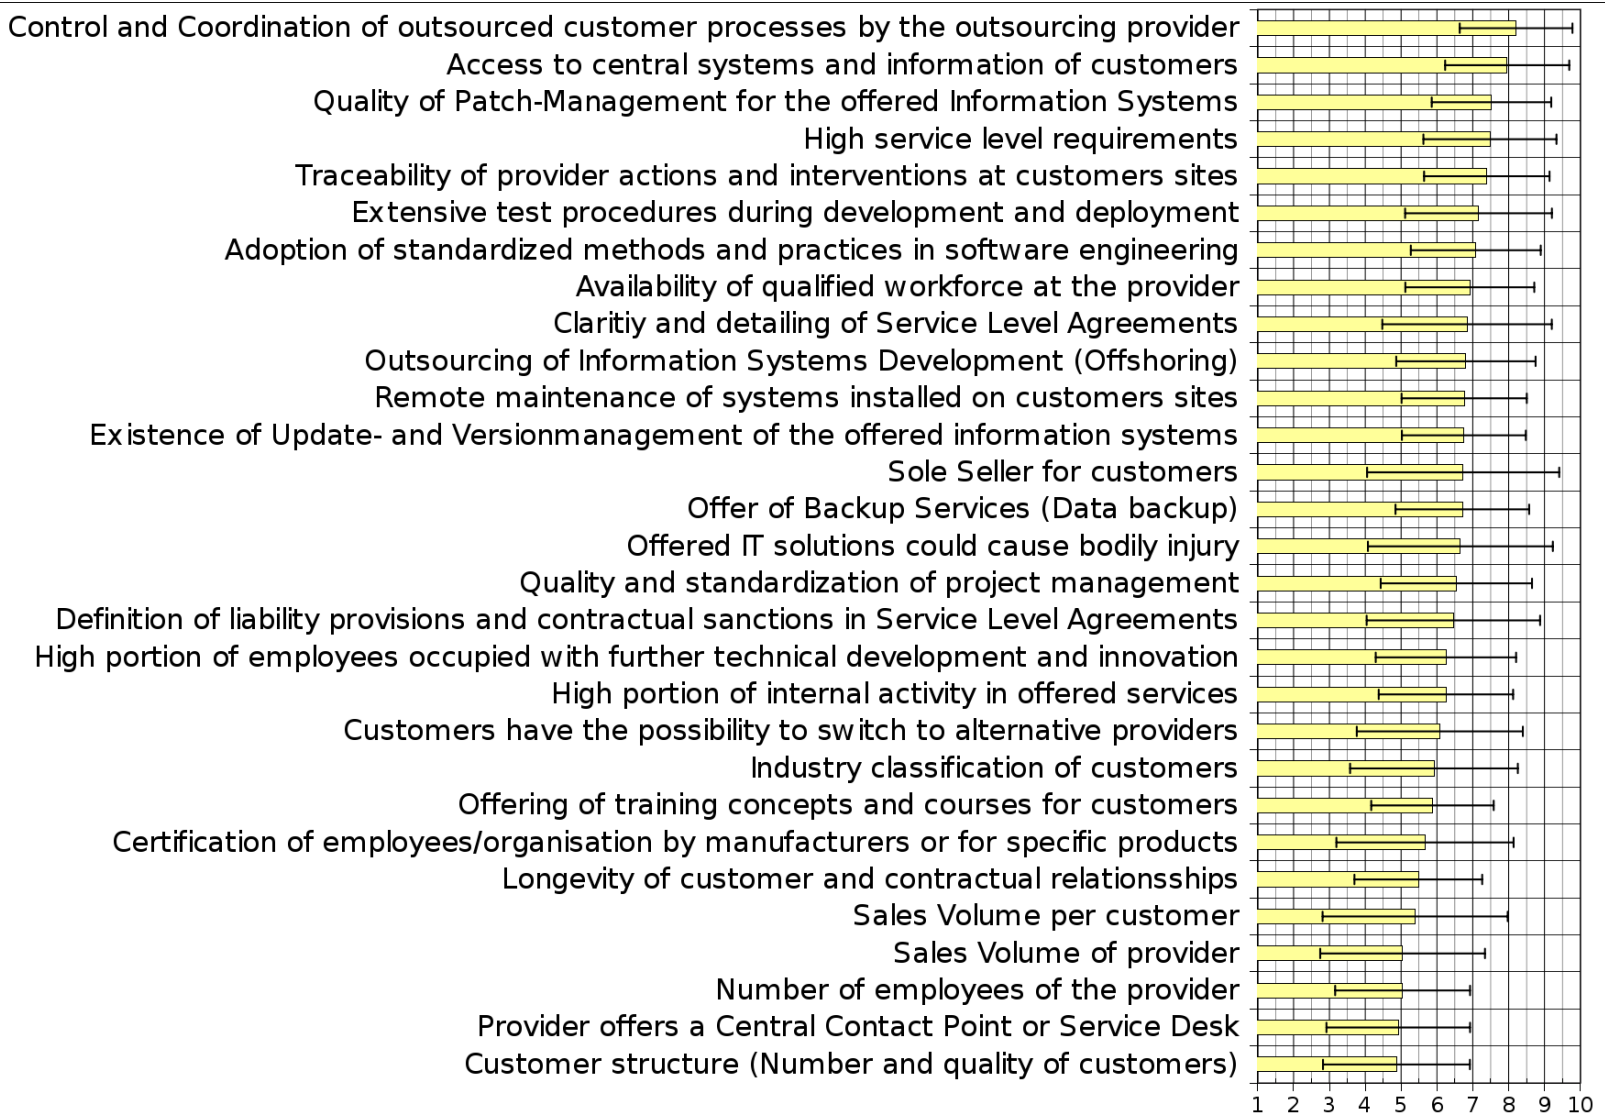 Control and Coordination of outsourced customer processes by the outsourcing provider
Access to central systems and information of customers
Quality of Patch-Management for the offered Information Systems
High service level requirements
Traceability of provider actions and interventions at customers sites
Extensive test procedures during development and deployment
Adoption of standardized methods and practices in software engineering
Availability of qualified workforce at the provider
Claritiy and detailing of Service Level Agreements
Outsourcing of Information Systems Development (Offshoring)
Remote maintenance of systems installed on customers sites
Existence of Update- and Versionmanagement of the offered information systems
Sole Seller for customers
Offer of Backup Services (Data backup)
Offered IT solutions could cause bodily injury
Quality and standardization of project management
Definition of liability provisions and contractual sanctions in Service Level Agreements
High portion of employees occupied with further technical development and innovation
High portion of internal activity in offered services
Customers have the possibility to switch to alternative providers
Industry classification of customers
Offering of training concepts and courses for customers
Certification of employees/organisation by manufacturers or for specific products
Longevity of customer and contractual relationsships
Sales Volume per customer
Sales Volume of provider
Number of employees of the provider
Provider offers a Central Contact Point or Service Desk
Customer structure (Number and quality of customers)
1 2 3 4 5 6 7 8 9 10